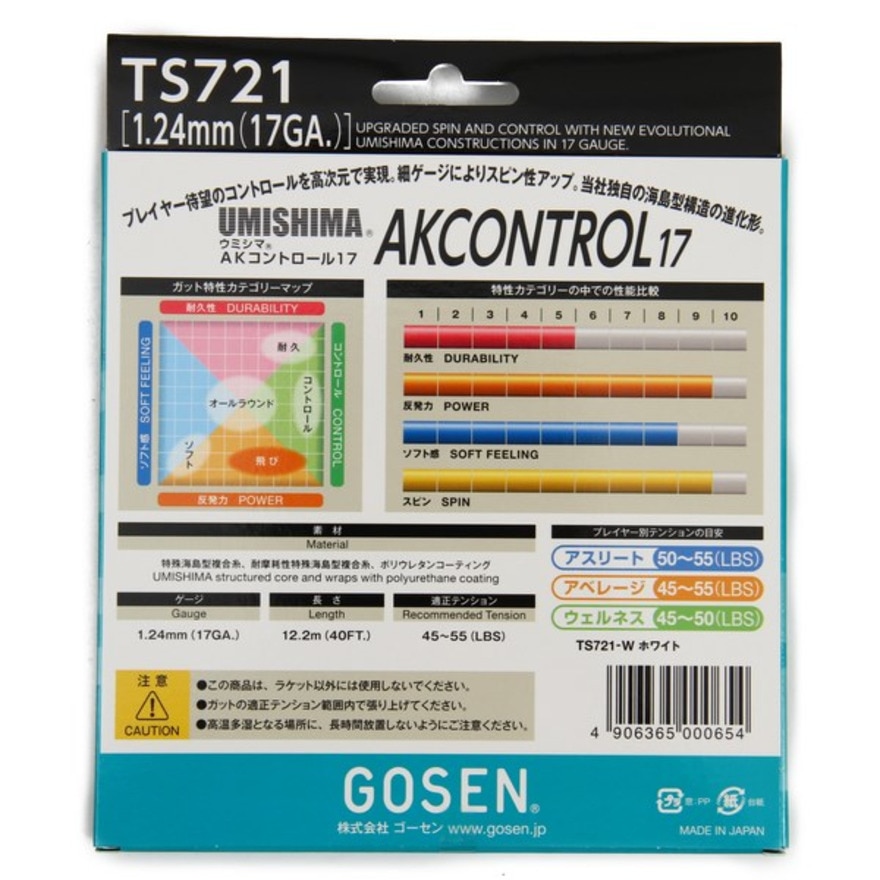 TS721
[1.24mm(17GA.)]
UPGRADED SPIN AND CONTROL WITH NEW EVOLUTIONAL
UMISHIMA CONSTRUCTIONS IN 17 GAUGE.
プレイヤー待望のコントロールを高次元で実現。細ゲージによりスピン性アップ。当社独自の海島型構造の進化形。
UMISHIMA®
ウミシマ®
AKコントロール17
AKCONTROL17
ガット特性カテゴリーマップ
耐久性 DURABILITY
ソフト感 SOFT FEELING
コントロール CONTROL
耐久
コントロール
オールラウンド
ソフト
飛び
反発力 POWER
特性カテゴリーの中での性能比較
1 2 3 4 5 6 7 8 9 10
耐久性 DURABILITY
反発力 POWER
ソフト感 SOFT FEELING
スピン SPIN
素材
Material
特殊海島型複合糸、耐摩耗性特殊海島型複合糸、ポリウレタンコーティング
UMISHIMA structured core and wraps with polyurethane coating
ゲージ
Gauge
1.24mm(17GA.)
長さ
Length
12.2m(40FT.)
適正テンション
Recommended Tension
45〜55(LBS)
プレイヤー別テンションの目安
アスリート 50〜55(LBS)
アベレージ 45〜55(LBS)
ウェルネス 45〜50(LBS)
TS721-W ホワイト
4 906365 000654
注意
CAUTION
●この商品は、ラケット以外には使用しないでください。
●ガットの適正テンション範囲内で張り上げてください。
●高温多湿となる場所に、長時間放置しないようにご注意ください。
GOSEN®
株式会社 ゴーセン www.gosen.jp
プラ 窓:PP 紙 台紙
MADE IN JAPAN